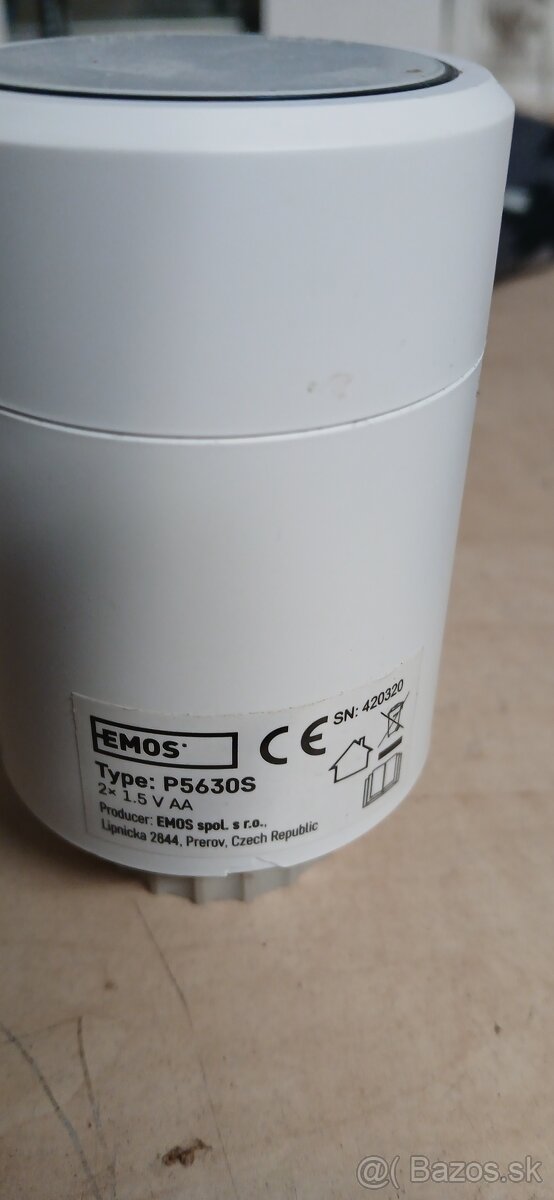 EMOS
CE
SN: 420320
Type: P5630S
2× 1.5 V AA
Producer: EMOS spol. s r.o.,
Lipnicka 2844, Prerov, Czech Republic
@( Bazos.sk